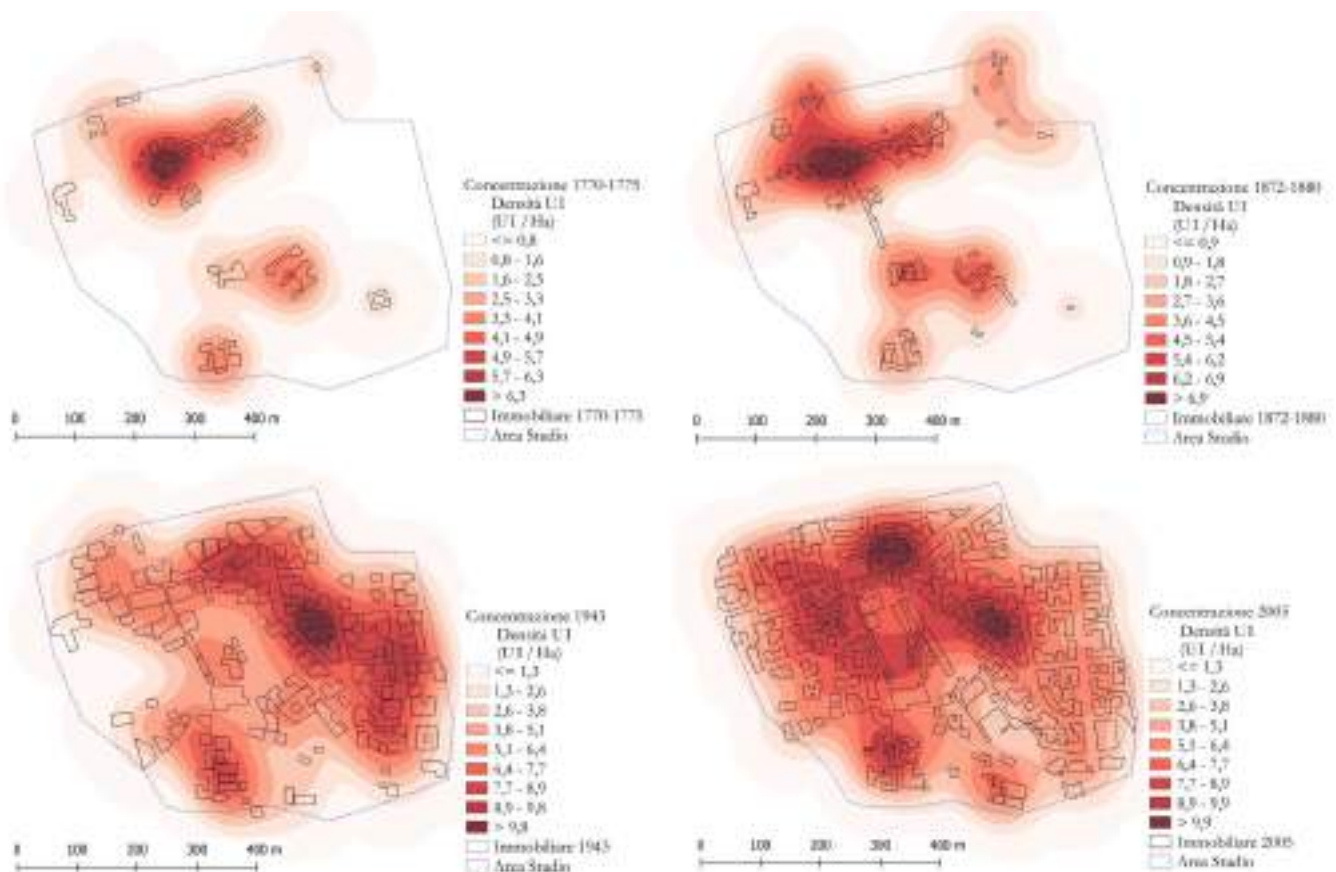 Concentrazione 1770-1775
Densità UI
(UI / Ha)
<= 0,8
0,8 - 1,6
1,6 - 2,5
2,5 - 3,3
3,3 - 4,1
4,1 - 4,9
4,9 - 5,7
5,7 - 6,3
> 6,3
Immobiliare 1770-1775
Area Studio
0 100 200 300 400 m
Concentrazione 1872-1880
Densità UI
(UI / Ha)
<= 0,9
0,9 - 1,8
1,8 - 2,7
2,7 - 3,6
3,6 - 4,5
4,5 - 5,4
5,4 - 6,2
6,2 - 6,9
> 6,9
Immobiliare 1872-1880
Area Studio
0 100 200 300 400 m
Concentrazione 1943
Densità UI
(UI / Ha)
<= 1,3
1,3 - 2,6
2,6 - 3,8
3,8 - 5,1
5,1 - 6,4
6,4 - 7,7
7,7 - 8,9
8,9 - 9,8
> 9,8
Immobiliare 1943
Area Studio
0 100 200 300 400 m
Concentrazione 2005
Densità UI
(UI / Ha)
<= 1,3
1,3 - 2,6
2,6 - 3,8
3,8 - 5,1
5,1 - 6,4
6,4 - 7,7
7,7 - 8,9
8,9 - 9,9
> 9,9
Immobiliare 2005
Area Studio
0 100 200 300 400 m